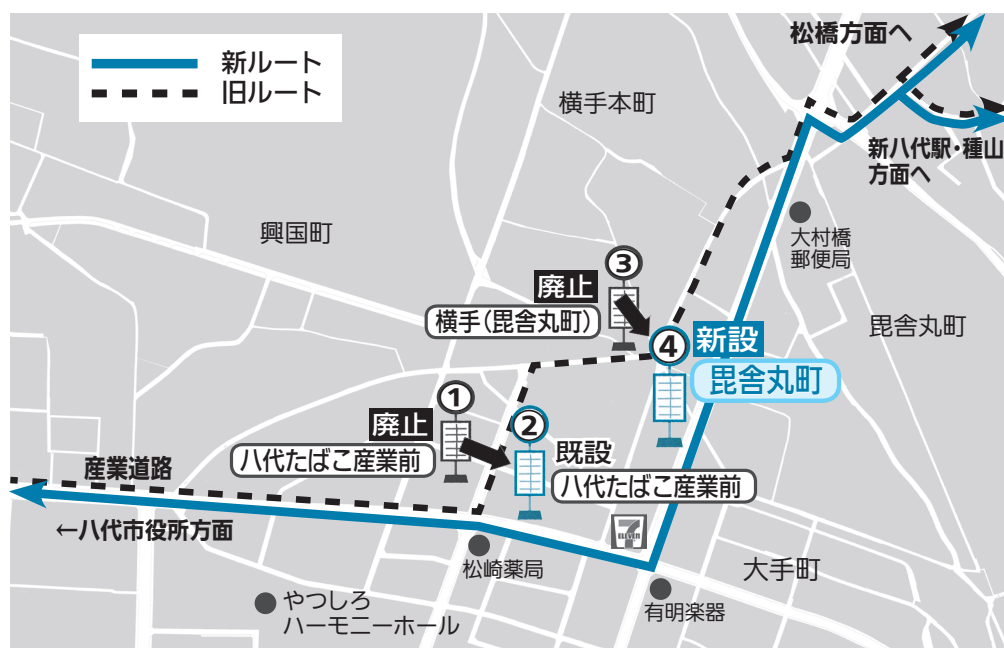 新ルート
旧ルート
松橋方面へ
横手本町
新八代駅・種山
方面へ
興国町
大村橋
郵便局
③
廃止
横手(毘舎丸町)
毘舎丸町
④
新設
毘舎丸町
①
廃止
八代たばこ産業前
②
既設
八代たばこ産業前
産業道路
←八代市役所方面
7
ELEVEN
松崎薬局
大手町
有明楽器
やつしろ
ハーモニーホール